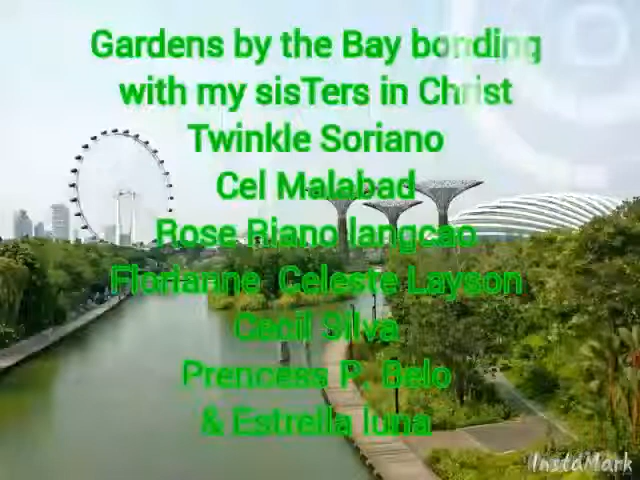 Gardens by the Bay bonding
with my sisTers in Christ
Twinkle Soriano
Cel Malabad
Rose Riano langcao
Florianne Celeste Layson
Cecil Silva
Prencess P. Belo
& Estrella luna
InstaMark